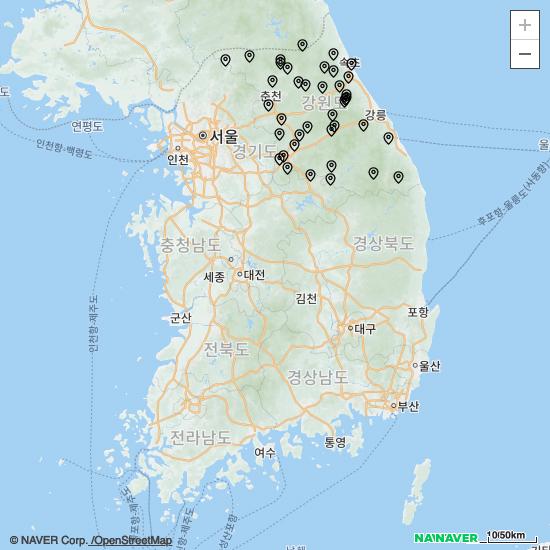 +
−
속초
춘천
강원도
강릉
연평도
서울
인천항-백령도
인천
경기도
울
후포항-울릉도(사동항)
충청남도
경상북도
세종
대전
김천
인천항-제주도
군산
포항
대구
전북도
울산
경상남도
부산
전라남도
여수
통영
© NAVER Corp. /OpenStreetMap
NAVER
10/50km